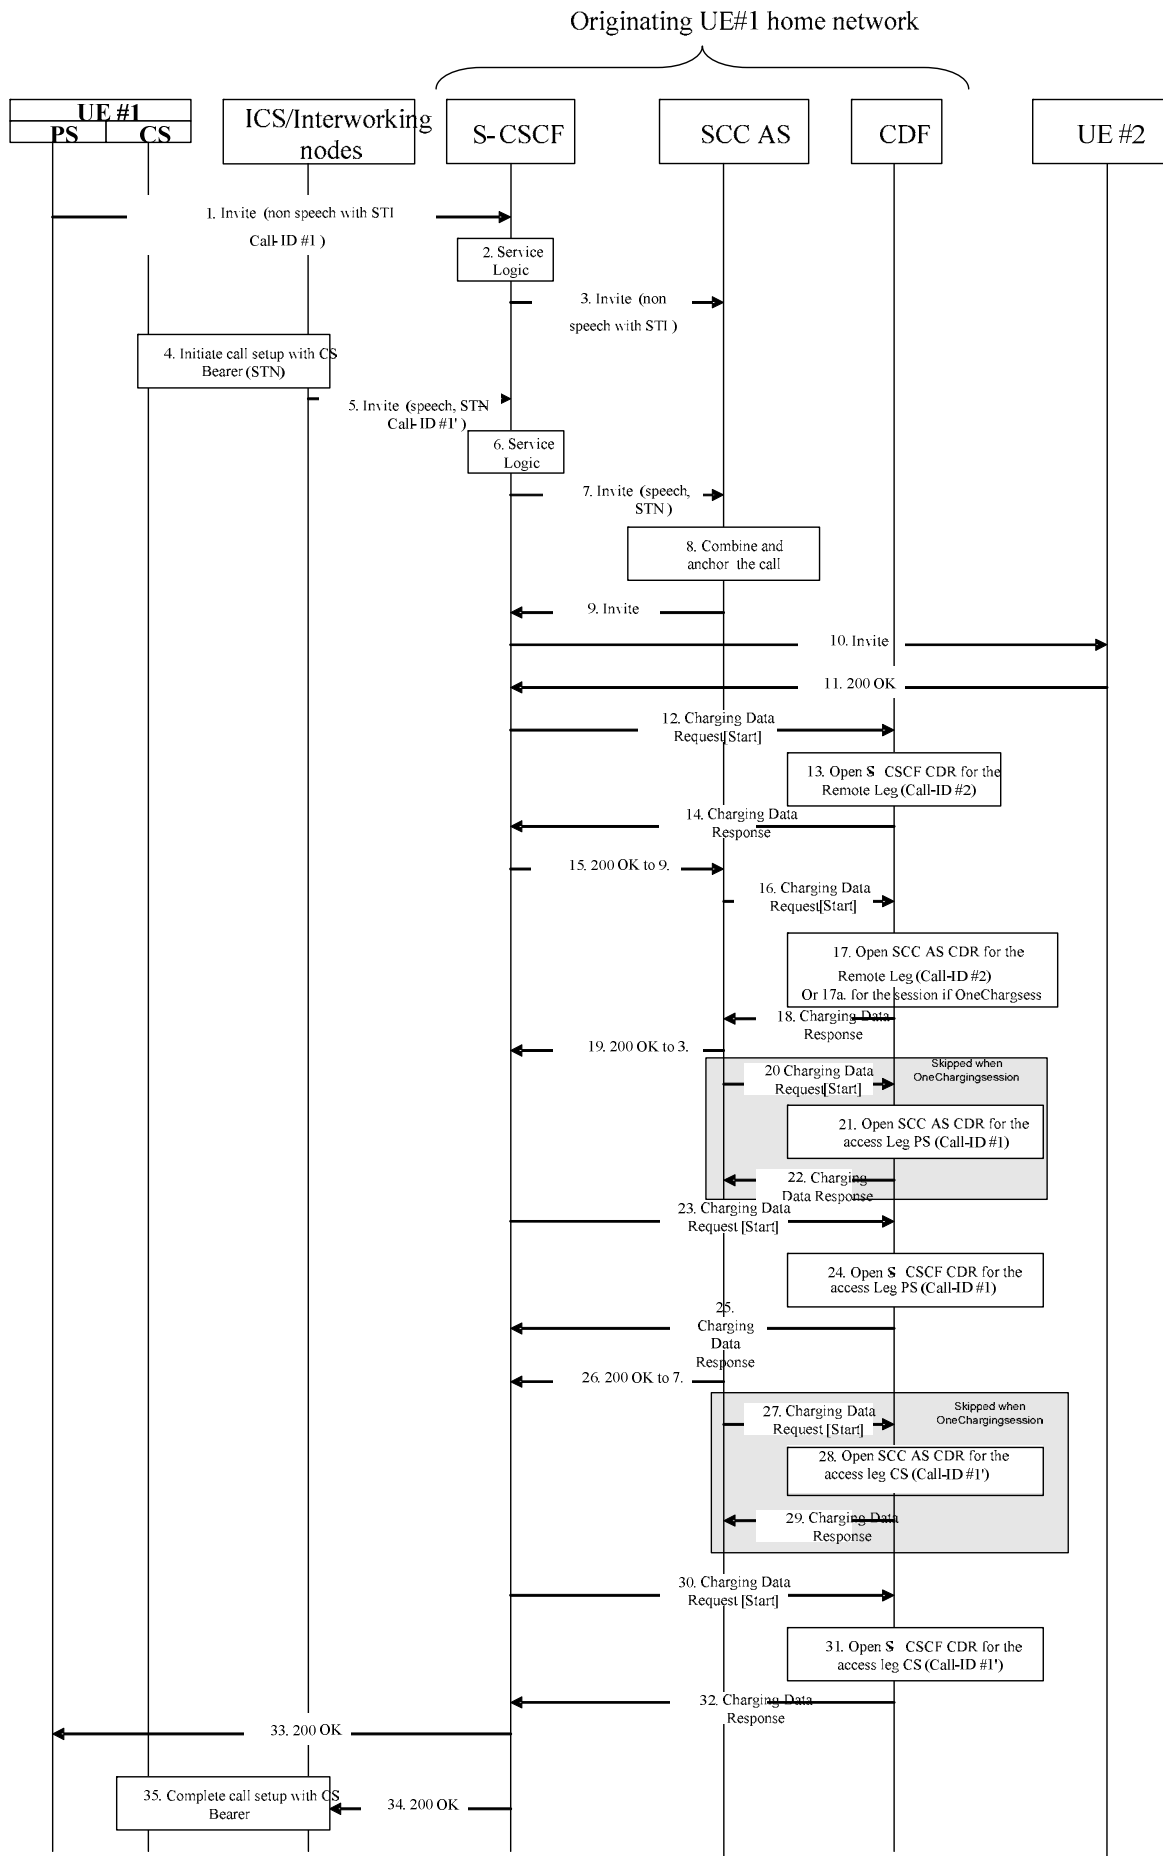 Originating UE#1 home network
UE #1
PS
CS
ICS/Interworking
nodes
S-CSCF
SCC AS
CDF
UE #2
1. Invite (non speech with STI
Call-ID #1 )
2. Service
Logic
3. Invite (non
speech with STI )
4. Initiate call setup with CS
Bearer (STN)
5. Invite (speech, STN
Call-ID #1' )
6. Service
Logic
7. Invite (speech,
STN )
8. Combine and
anchor the call
9. Invite
10. Invite
11. 200 OK
12. Charging Data
Request[Start]
13. Open S CSCF CDR for the
Remote Leg (Call-ID #2)
14. Charging Data
Response
15. 200 OK to 9.
16. Charging Data
Request[Start]
17. Open SCC AS CDR for the
Remote Leg (Call-ID #2)
Or 17a. for the session if OneChargsess
18. Charging Data
Response
19. 200 OK to 3.
Skipped when
OneChargingsession
20 Charging Data
Request[Start]
21. Open SCC AS CDR for the
access Leg PS (Call-ID #1)
22. Charging
Data Response
23. Charging Data
Request [Start]
24. Open S CSCF CDR for the
access Leg PS (Call-ID #1)
25.
Charging
Data
Response
26. 200 OK to 7.
Skipped when
OneChargingsession
27. Charging Data
Request [Start]
28. Open SCC AS CDR for the
access leg CS (Call-ID #1')
29. Charging Data
Response
30. Charging Data
Request [Start]
31. Open S CSCF CDR for the
access leg CS (Call-ID #1')
32. Charging Data
Response
33. 200 OK
35. Complete call setup with CS
Bearer
34. 200 OK